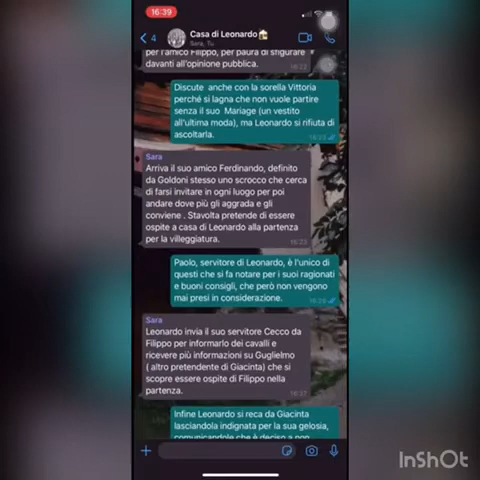 16:39
4
Casa di Leonardo
Sara, Tu
per l'amico Filippo, per paura di sfigurare
davanti all'opinione pubblica.
16:22
Discute anche con la sorella Vittoria
perché si lagna che non vuole partire
senza il suo Mariage (un vestito
all'ultima moda), ma Leonardo si rifiuta di
ascoltarla.
16:23
Sara
Arriva il suo amico Ferdinando, definito
da Goldoni stesso uno scrocco che cerca
di farsi invitare in ogni luogo per poi
andare dove più gli aggrada e gli
conviene . Stavolta pretende di essere
ospite a casa di Leonardo alla partenza
per la villeggiatura.
16:23
Paolo, servitore di Leonardo, è l'unico di
questi che si fa notare per i suoi ragionati
e buoni consigli, che però non vengono
mai presi in considerazione.
Sara
Leonardo invia il suo servitore Cecco da
Filippo per informarlo dei cavalli e
ricevere più informazioni su Guglielmo
( altro pretendente di Giacinta) che si
scopre essere ospite di Filippo nella
partenza.
16:37
Infine Leonardo si reca da Giacinta
lasciandola indignata per la sua gelosia,
comunicandole che è deciso a non
InShOt